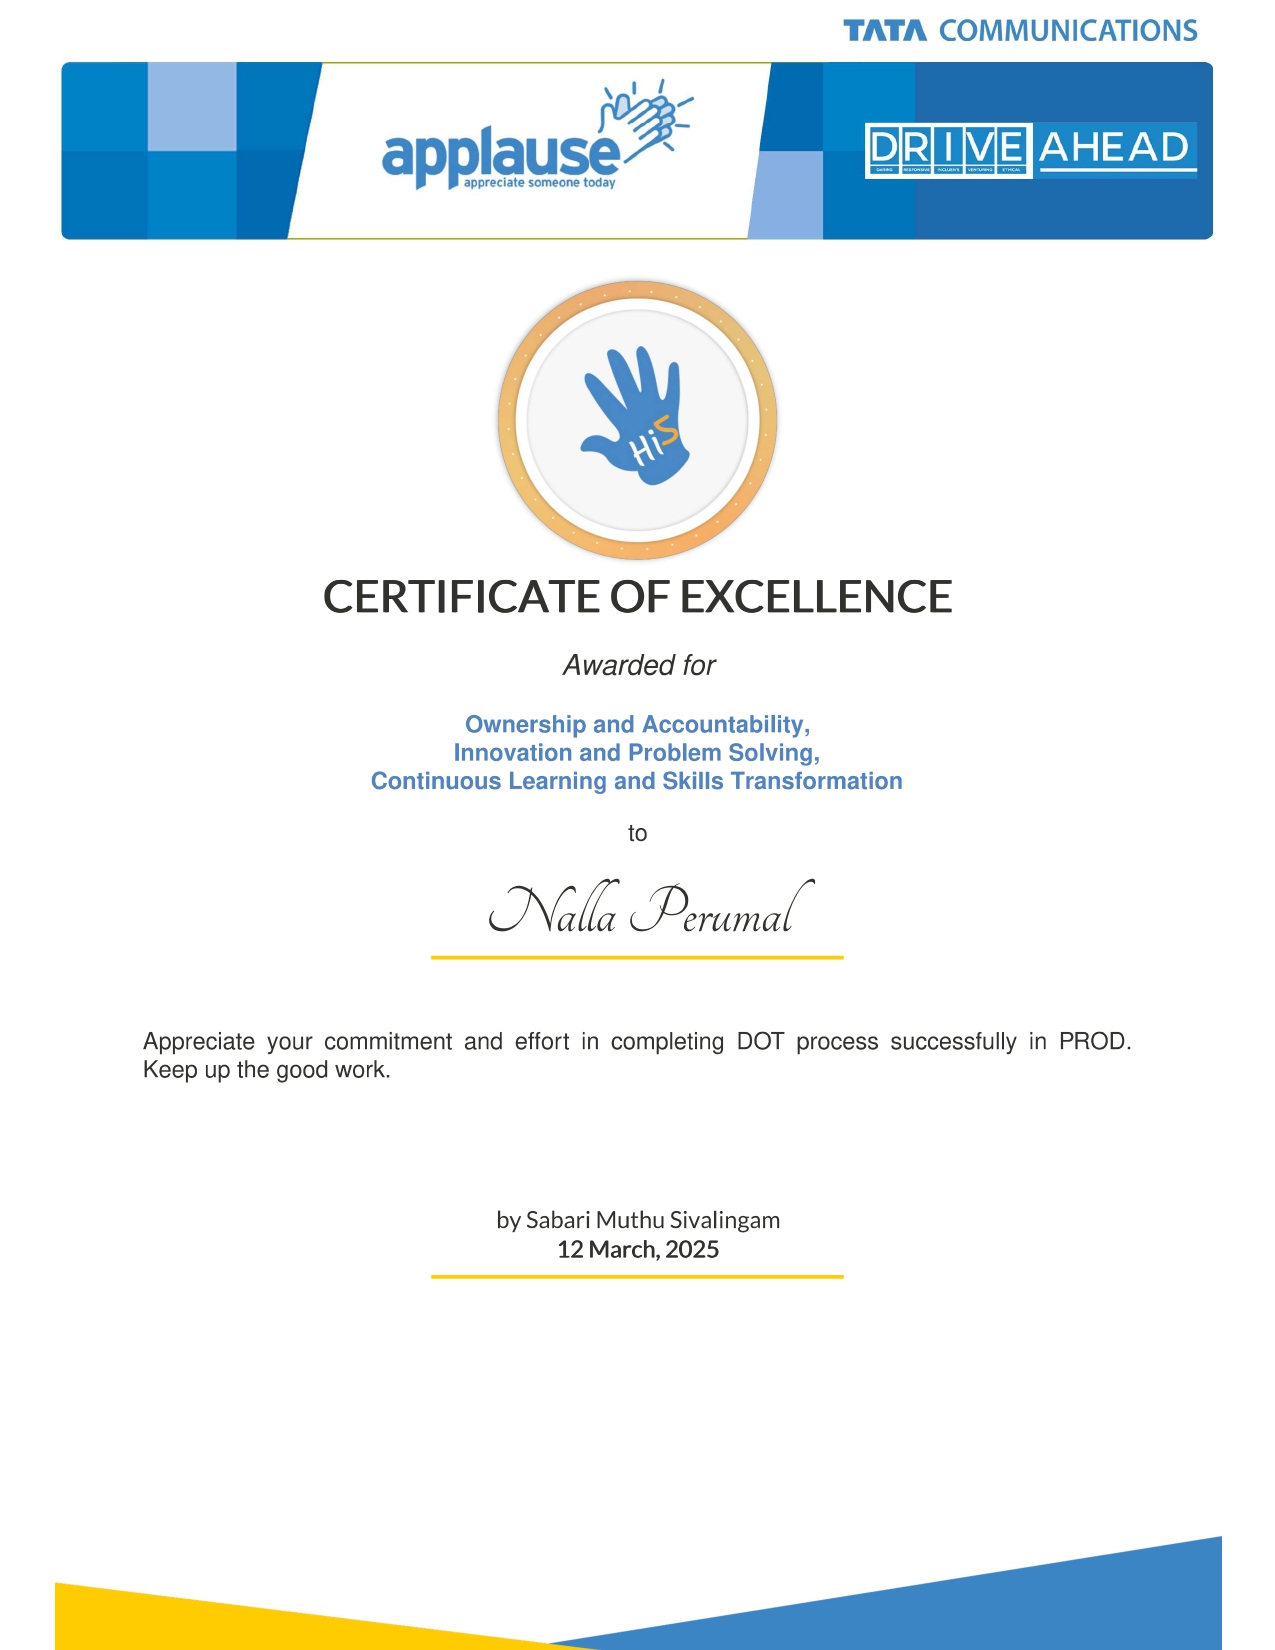 TATA COMMUNICATIONS
applause
appreciate someone today
DRIVE AHEAD
DARING RESPONSIVE INCLUSIVE VENTURING ETHICAL
Hi5
CERTIFICATE OF EXCELLENCE
Awarded for
Ownership and Accountability,
Innovation and Problem Solving,
Continuous Learning and Skills Transformation
to
Nalla Perumal
Appreciate your commitment and effort in completing DOT process successfully in PROD.
Keep up the good work.
by Sabari Muthu Sivalingam
12 March, 2025